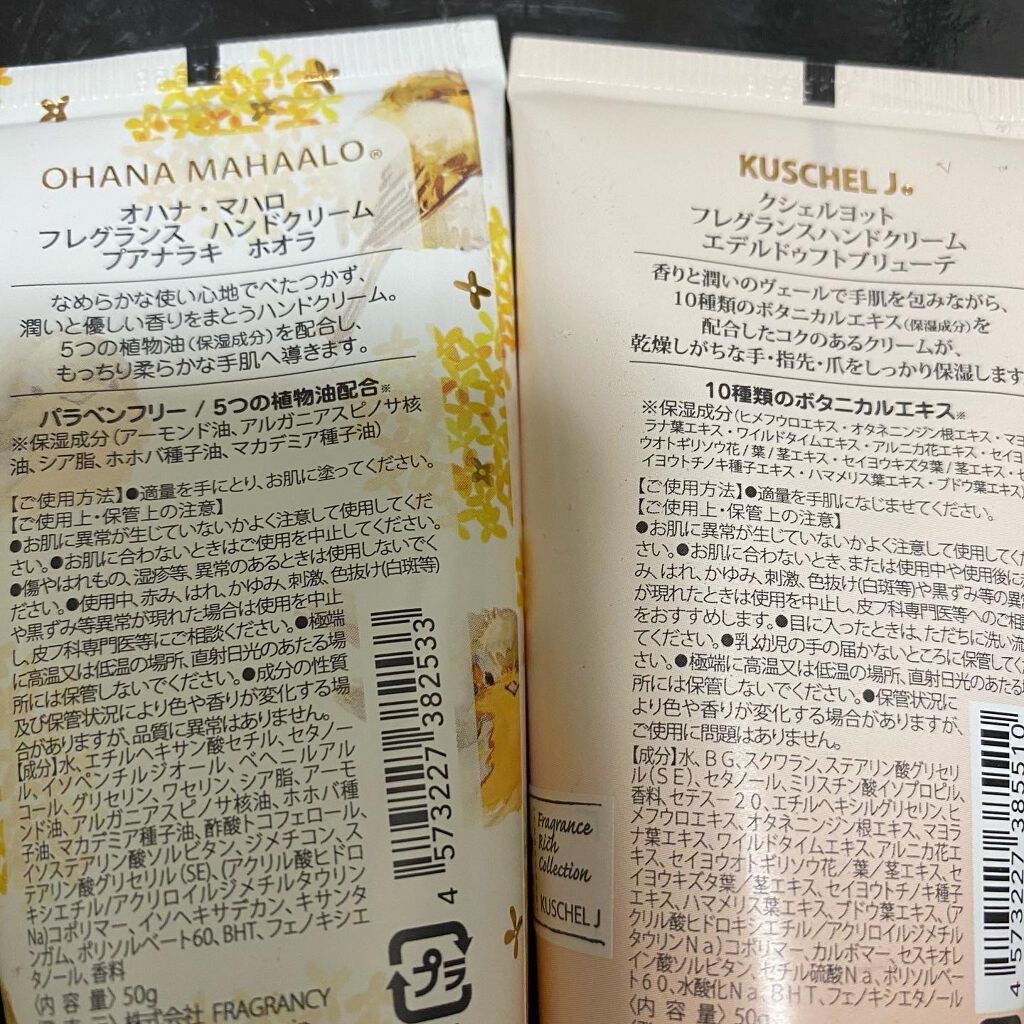 OHANA MAHAALO®
オハナ・マハロ
フレグランス ハンドクリーム
プアナラキ ホオラ
なめらかな使い心地でべたつかず、
潤いと優しい香りをまとうハンドクリーム。
5つの植物油(保湿成分)を配合し、
もっちり柔らかな手肌へ導きます。
パラベンフリー / 5つの植物油配合※
※保湿成分(アーモンド油、アルガニアスピノサ核
油、シア脂、ホホバ種子油、マカデミア種子油)
【ご使用方法】●適量を手にとり、お肌に塗ってください。
【ご使用上・保管上の注意】
●お肌に異常が生じていないかよく注意して使用してくだ
さい。●お肌に合わないときはご使用を中止してください。
●傷やはれもの、湿疹等、異常のあるときは使用しないでく
ださい。●使用中、赤み、はれ、かゆみ、刺激、色抜け(白斑等)
や黒ずみ等異常が現れた場合は使用を中止
し、皮フ科専門医等にご相談ください。●極端
に高温又は低温の場所、直射日光のあたる場
所には保管しないでください。●成分の性質
及び保管状況により色や香りが変化する場
合がありますが、品質に異常はありません。
【成分】水、エチルヘキサン酸セチル、セタノー
ル、イソペンチルジオール、ベヘニルアル
コール、グリセリン、ワセリン、シア脂、アーモ
ンド油、アルガニアスピノサ核油、ホホバ種
子油、マカデミア種子油、酢酸トコフェロール、
イソステアリン酸ソルビタン、ジメチコン、ス
テアリン酸グリセリル(SE)、(アクリル酸ヒドロ
キシエチル/アクリロイルジメチルタウリン
Na)コポリマー、イソヘキサデカン、キサンタ
ンガム、ポリソルベート60、BHT、フェノキシエ
タノール、香料
〈内 容 量〉50g
株式会社 FRAGRANCY
4 573227 382533
プラ
KUSCHEL J
クシェルヨット
フレグランスハンドクリーム
エデルドゥフトブリューテ
香りと潤いのヴェールで手肌を包みながら、
10種類のボタニカルエキス(保湿成分)を
配合したコクのあるクリームが、
乾燥しがちな手・指先・爪をしっかり保湿します
10種類のボタニカルエキス※
※保湿成分(ヒメフウロエキス・オタネニンジン根エキス・マヨ
ラナ葉エキス・ワイルドタイムエキス・アルニカ花エキス・セイヨ
ウオトギリソウ花/葉/茎エキス・セイヨウキズタ葉/茎エキス・セ
イヨウトチノキ種子エキス・ハマメリス葉エキス・ブドウ葉エキス)
【ご使用方法】●適量を手肌になじませてください。
【ご使用上・保管上の注意】
●お肌に異常が生じていないかよく注意して使用してくだ
さい。●お肌に合わないとき、または使用中や使用後に赤
み、はれ、かゆみ、刺激、色抜け(白斑等)や黒ずみ等の異常
が現れたときは使用を中止し、皮フ科専門医等へのご相談
をおすすめします。●目に入ったときは、ただちに洗い流し
てください。●乳幼児の手の届かないところに保管してくだ
さい。●極端に高温又は低温の場所、直射日光のあたる場
所には保管しないでください。●保管状況に
より色や香りが変化する場合がありますが、
ご使用に問題はありません。
【成分】水、BG、スクワラン、ステアリン酸グリセリ
ル(SE)、セタノール、ミリスチン酸イソプロピル、
香料、セテス-20、エチルヘキシルグリセリン、ヒ
メフウロエキス、オタネニンジン根エキス、マヨラ
ナ葉エキス、ワイルドタイムエキス、アルニカ花エ
キス、セイヨウオトギリソウ花/葉/茎エキス、セ
イヨウキズタ葉/茎エキス、セイヨウトチノキ種子
エキス、ハマメリス葉エキス、ブドウ葉エキス、(ア
クリル酸ヒドロキシエチル/アクリロイルジメチル
タウリンNa)コポリマー、カルボマー、セスキオレ
イン酸ソルビタン、セチル硫酸Na、ポリソルベー
ト60、水酸化Na、BHT、フェノキシエタノール
〈内 容 量〉50g
4 573227 385510
Fragrance
Rich
Collection
KUSCHEL J